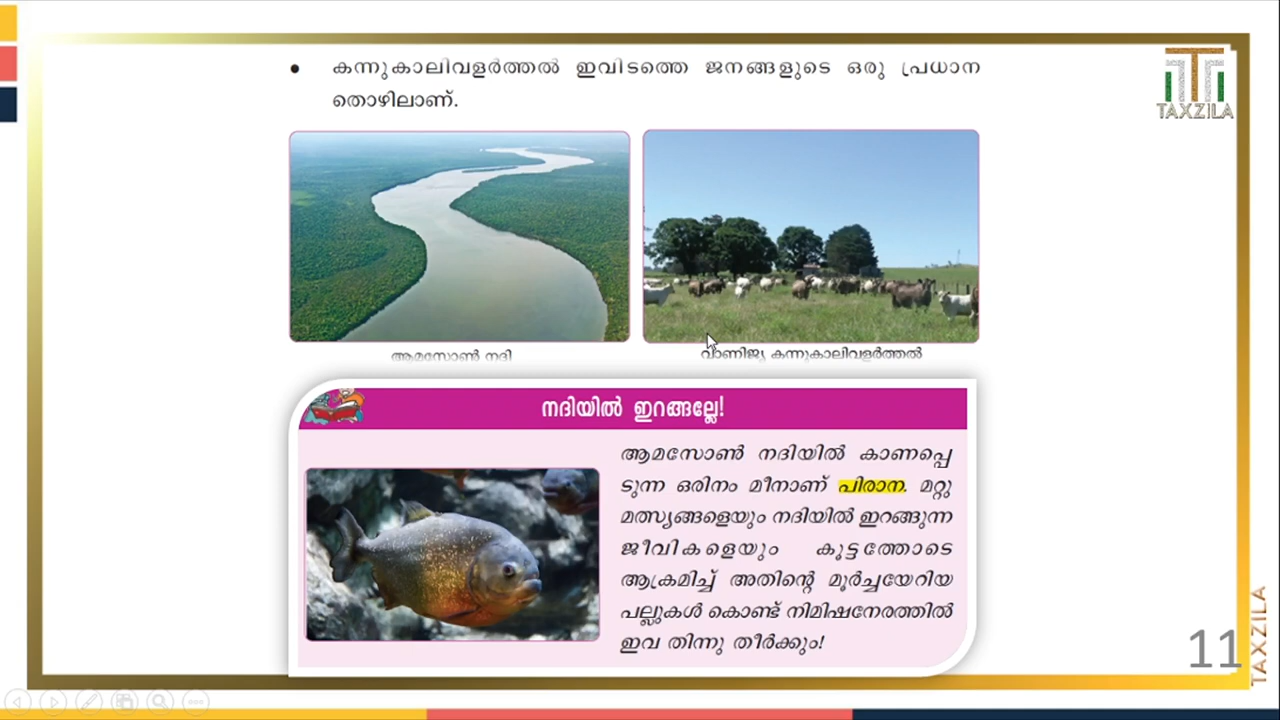 • കന്നുകാലിവളർത്തൽ ഇവിടത്തെ ജനങ്ങളുടെ ഒരു പ്രധാന
തൊഴിലാണ്.
TAXZILA
ആമസോൺ നദി
വാണിജ്യ കന്നുകാലിവളർത്തൽ
നദിയിൽ ഇറങ്ങല്ലേ!
ആമസോൺ നദിയിൽ കാണപ്പെ
ടുന്ന ഒരിനം മീനാണ് പിരാന. മറ്റു
മത്സ്യങ്ങളെയും നദിയിൽ ഇറങ്ങുന്ന
ജീവികളെയും കൂട്ടത്തോടെ
ആക്രമിച്ച് അതിന്റെ മൂർച്ചയേറിയ
പല്ലുകൾ കൊണ്ട് നിമിഷനേരത്തിൽ
ഇവ തിന്നു തീർക്കും!
11
TAXZILA